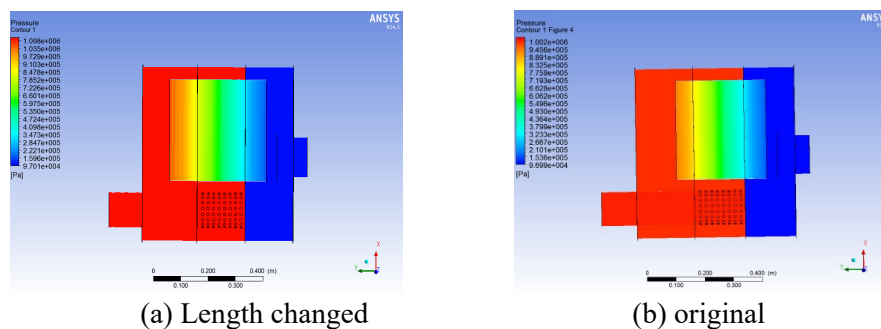 Pressure
Contour 1
1.098e+006
1.035e+006
9.729e+005
9.103e+005
8.478e+005
7.852e+005
7.226e+005
6.601e+005
5.975e+005
5.350e+005
4.724e+005
4.098e+005
3.473e+005
2.847e+005
2.221e+005
1.596e+005
9.701e+004
[Pa]
ANSYS
R14.5
0 0.200 0.400 (m)
0.100 0.300
X
Y
Z
(a) Length changed
Pressure
Contour 1 Figure 4
1.002e+006
9.456e+005
8.891e+005
8.325e+005
7.759e+005
7.193e+005
6.628e+005
6.062e+005
5.496e+005
4.930e+005
4.364e+005
3.799e+005
3.233e+005
2.667e+005
2.101e+005
1.536e+005
9.699e+004
[Pa]
ANSYS
0 0.200 0.400 (m)
0.100 0.300
X
Y
Z
(b) original